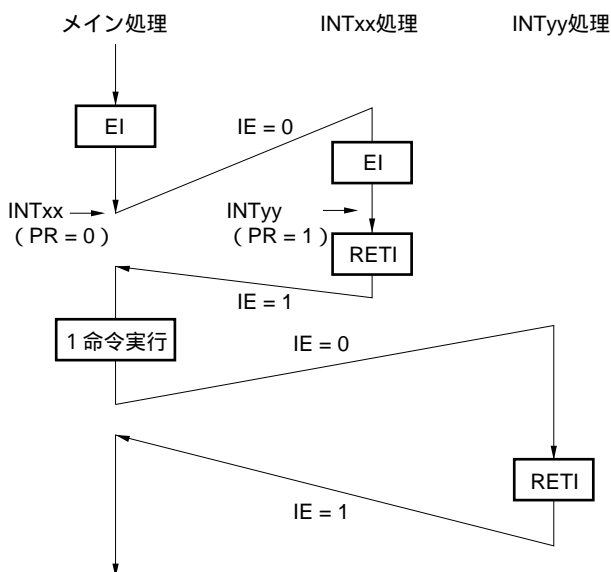 メイン処理 INTxx処理 INTyy処理
EI
IE = 0
EI
INTxx
(PR = 0)
INTyy
(PR = 1)
RETI
IE = 1
1 命令実行
IE = 0
RETI
IE = 1